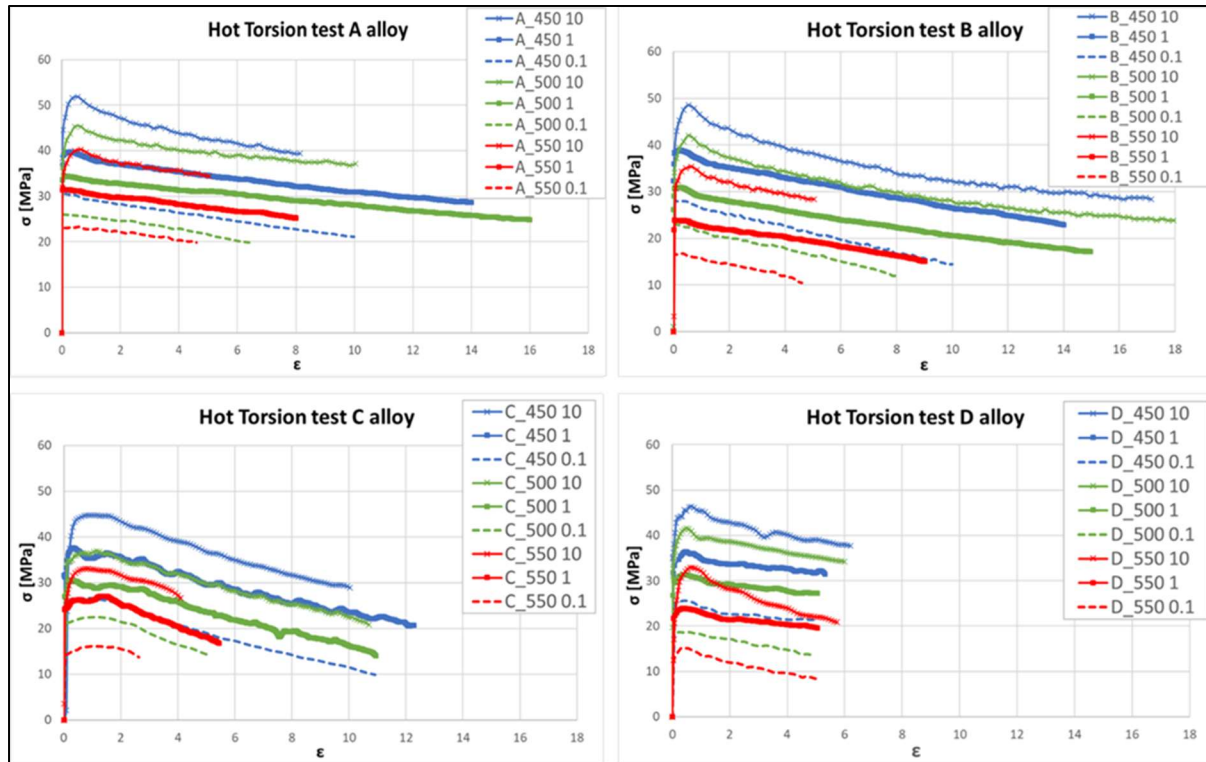 Hot Torsion test A alloy
A_450 10
A_450 1
A_450 0.1
A_500 10
A_500 1
A_500 0.1
A_550 10
A_550 1
A_550 0.1
σ [MPa]
60
50
40
30
20
10
0
0 2 4 6 8 10 12 14 16 18
ε
Hot Torsion test B alloy
B_450 10
B_450 1
B_450 0.1
B_500 10
B_500 1
B_500 0.1
B_550 10
B_550 1
B_550 0.1
σ [MPa]
60
50
40
30
20
10
0
0 2 4 6 8 10 12 14 16 18
ε
Hot Torsion test C alloy
C_450 10
C_450 1
C_450 0.1
C_500 10
C_500 1
C_500 0.1
C_550 10
C_550 1
C_550 0.1
σ [MPa]
60
50
40
30
20
10
0
0 2 4 6 8 10 12 14 16 18
ε
Hot Torsion test D alloy
D_450 10
D_450 1
D_450 0.1
D_500 10
D_500 1
D_500 0.1
D_550 10
D_550 1
D_550 0.1
σ [MPa]
60
50
40
30
20
10
0
0 2 4 6 8 10 12 14 16 18
ε